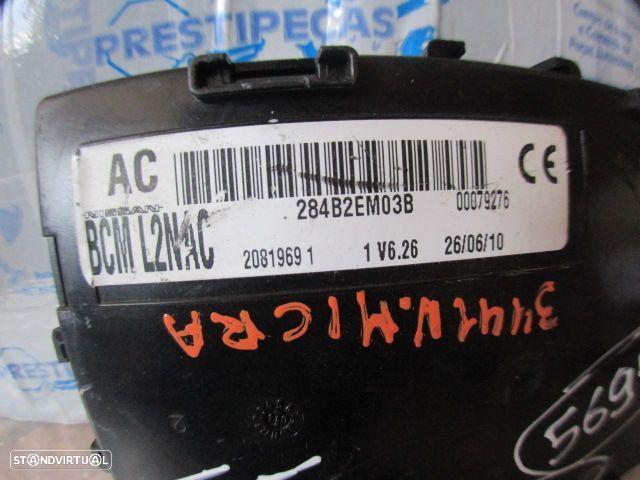 PRESTIPEÇAS
AC
NISSAN
284B2EM03B
00079276
BCM L2NAC
2081969 1
1 V6.26
26/06/10
CE
3441 N.MICRA
569
STANDVIRTUAL